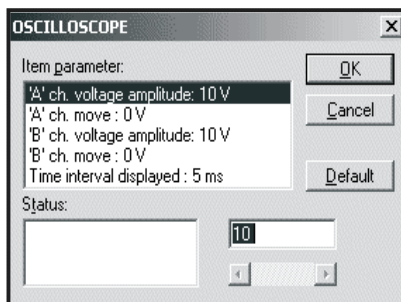 OSCILLOSCOPE
Item parameter:
'A' ch. voltage amplitude: 10 V
'A' ch. move : 0 V
'B' ch. voltage amplitude: 10 V
'B' ch. move : 0 V
Time interval displayed : 5 ms
OK
Cancel
Default
Status:
10